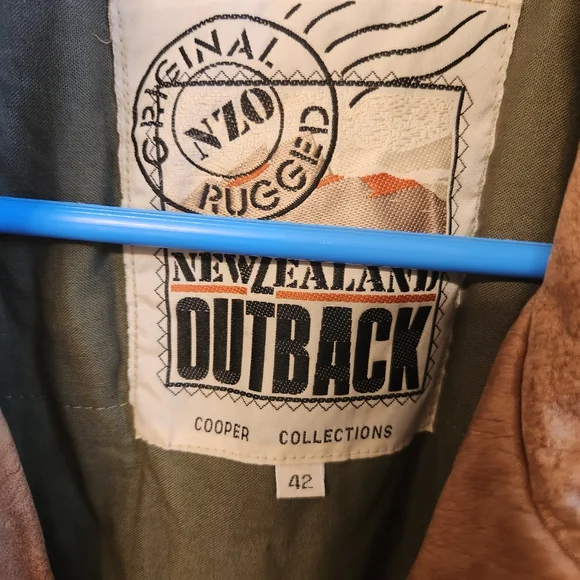 ORIGINAL
NZO
RUGGED
NEW ZEALAND
OUTBACK
COOPER COLLECTIONS
42